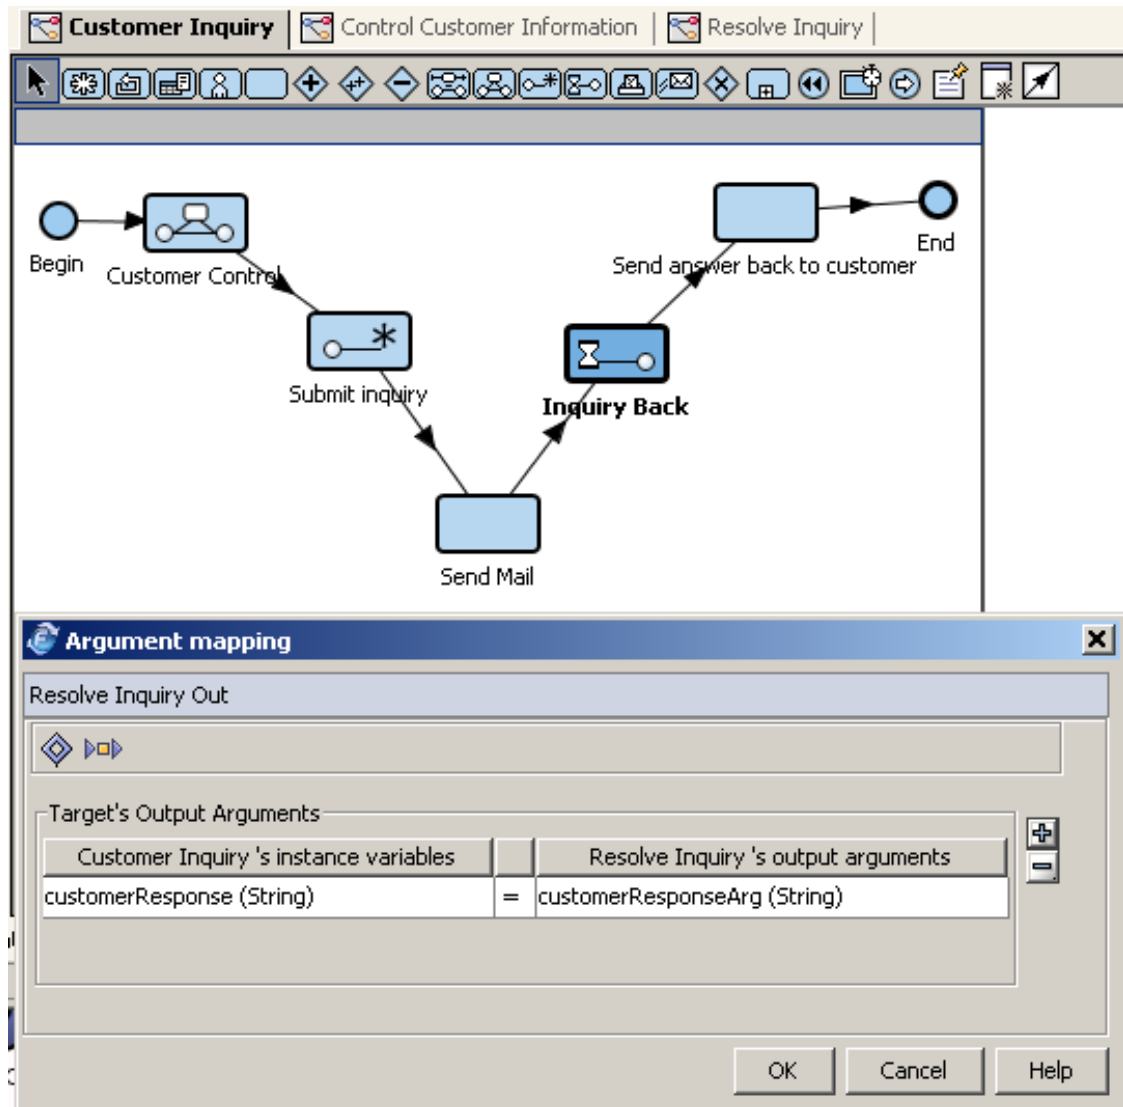 Customer Inquiry
Control Customer Information
Resolve Inquiry
Begin
Customer Control
Submit inquiry
Send Mail
Inquiry Back
Send answer back to customer
End
Argument mapping
Resolve Inquiry Out
Target's Output Arguments
Customer Inquiry 's instance variables
Resolve Inquiry 's output arguments
customerResponse (String)
=
customerResponseArg (String)
OK
Cancel
Help